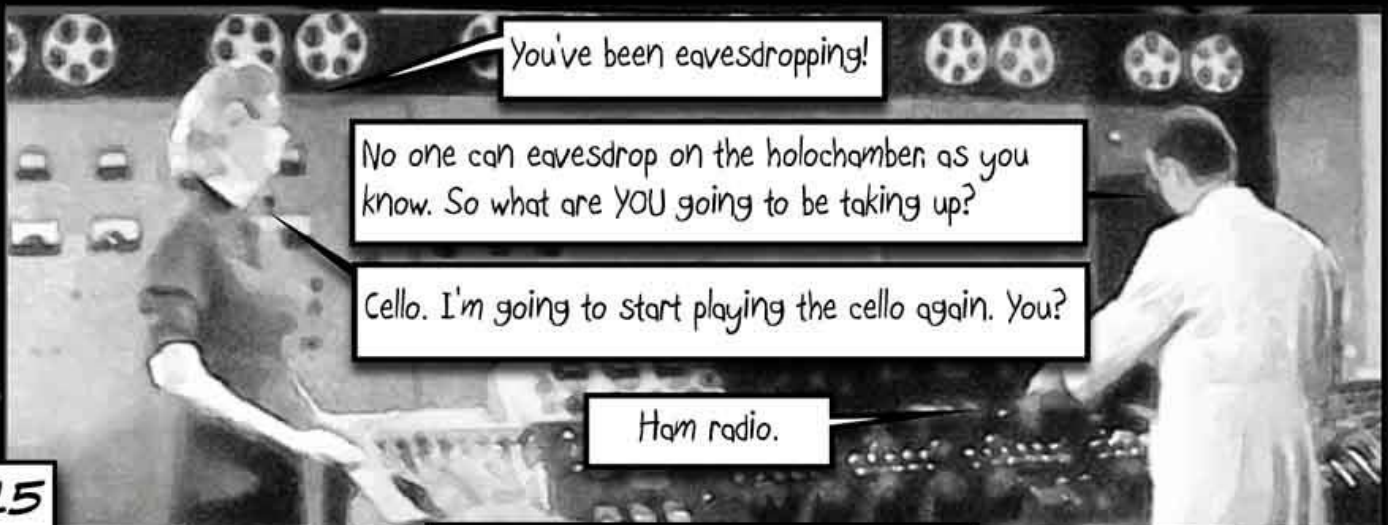 You've been eavesdropping!
No one can eavesdrop on the holochamber, as you
know. So what are YOU going to be taking up?
Cello. I'm going to start playing the cello again. You?
Ham radio.
15